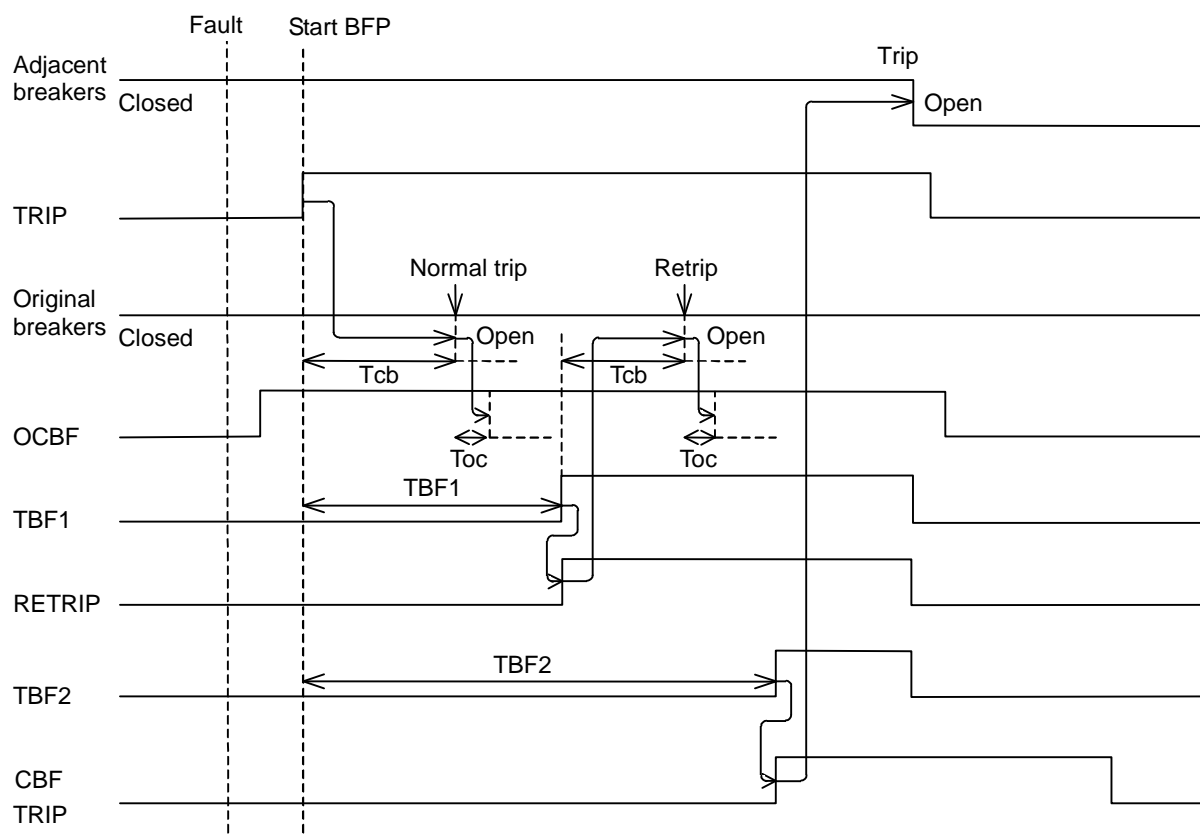 Fault
Start BFP
Adjacent
breakers
Closed
Trip
Open
TRIP
Normal trip
Retrip
Original
breakers
Closed
Open
Open
Tcb
Tcb
OCBF
Toc
Toc
TBF1
TBF1
RETRIP
TBF2
TBF2
CBF
TRIP